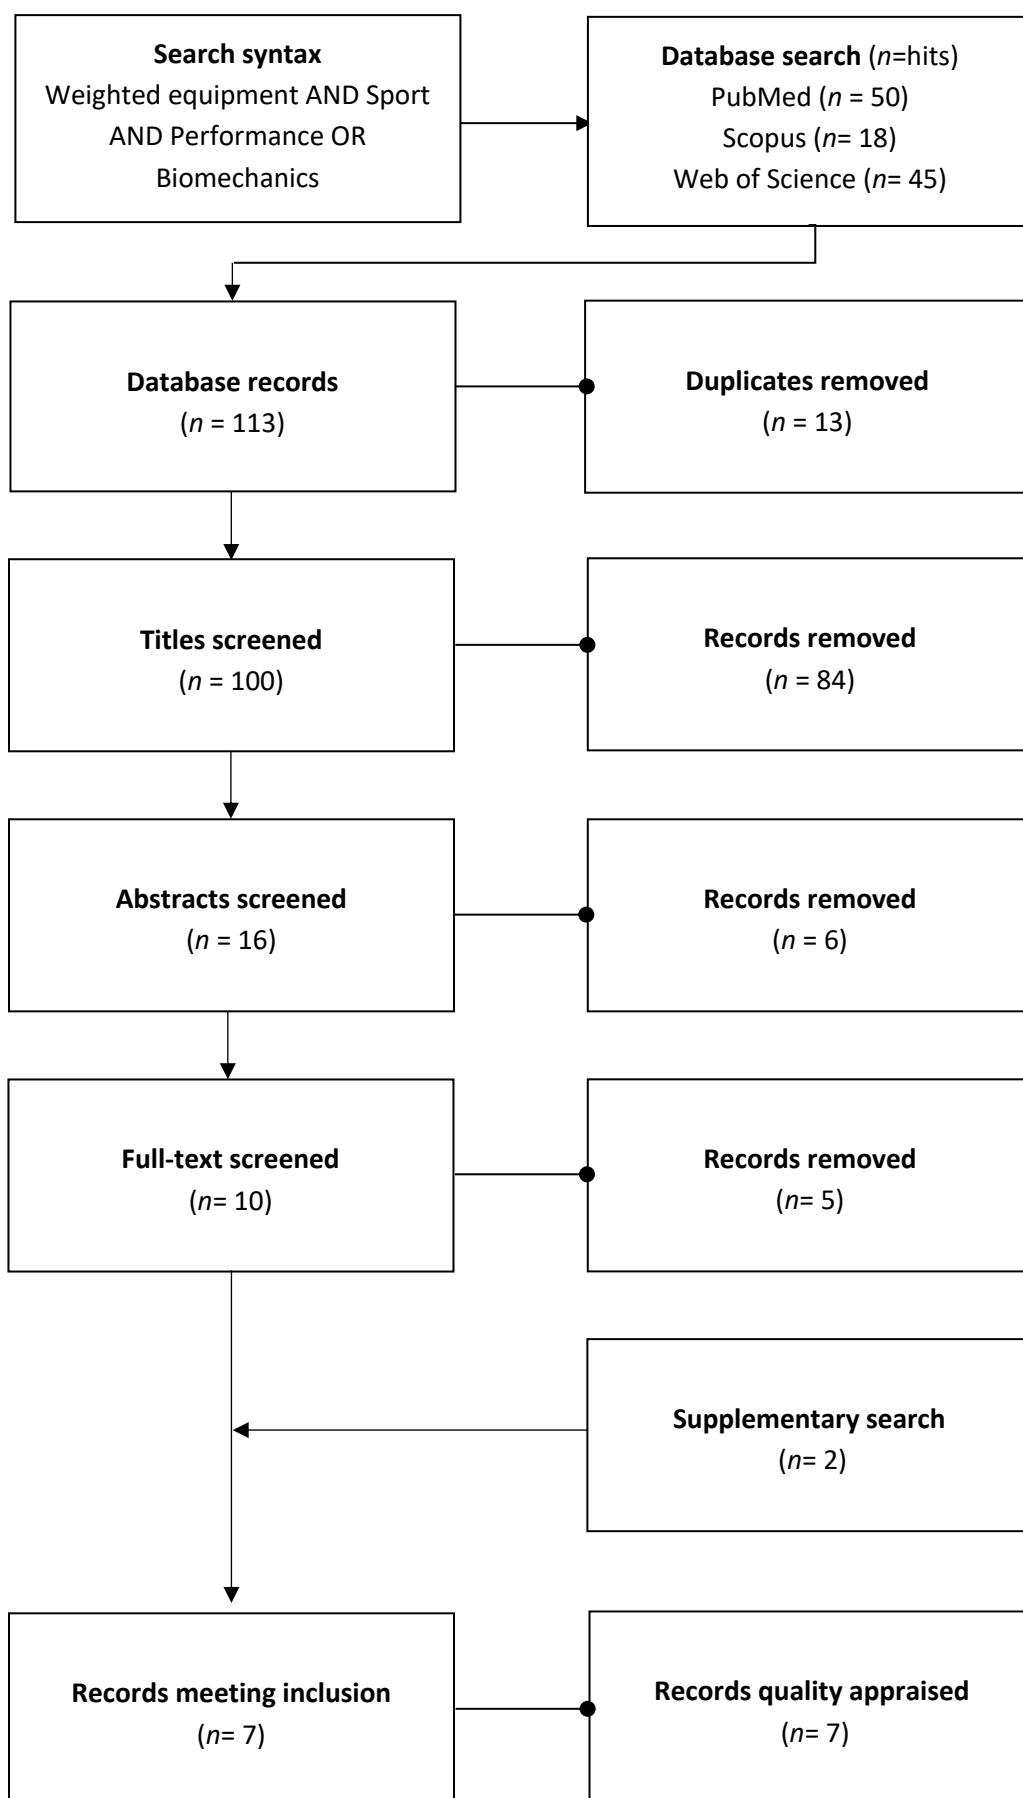 Search syntax
Weighted equipment AND Sport
AND Performance OR
Biomechanics
Database search (n=hits)
PubMed (n = 50)
Scopus (n= 18)
Web of Science (n= 45)
Database records
(n = 113)
Duplicates removed
(n = 13)
Titles screened
(n = 100)
Records removed
(n = 84)
Abstracts screened
(n = 16)
Records removed
(n = 6)
Full-text screened
(n= 10)
Records removed
(n= 5)
Supplementary search
(n= 2)
Records meeting inclusion
(n= 7)
Records quality appraised
(n= 7)